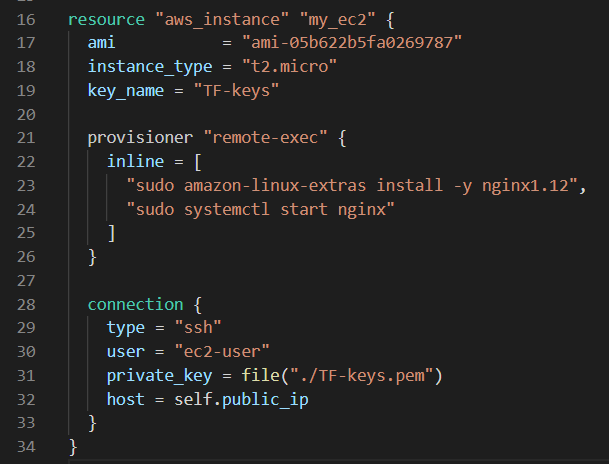 16 resource "aws_instance" "my_ec2" {
17   ami           = "ami-05b622b5fa0269787"
18   instance_type = "t2.micro"
19   key_name = "TF-keys"
20
21   provisioner "remote-exec" {
22     inline = [
23       "sudo amazon-linux-extras install -y nginx1.12",
24       "sudo systemctl start nginx"
25     ]
26   }
27
28   connection {
29     type = "ssh"
30     user = "ec2-user"
31     private_key = file("./TF-keys.pem")
32     host = self.public_ip
33   }
34 }